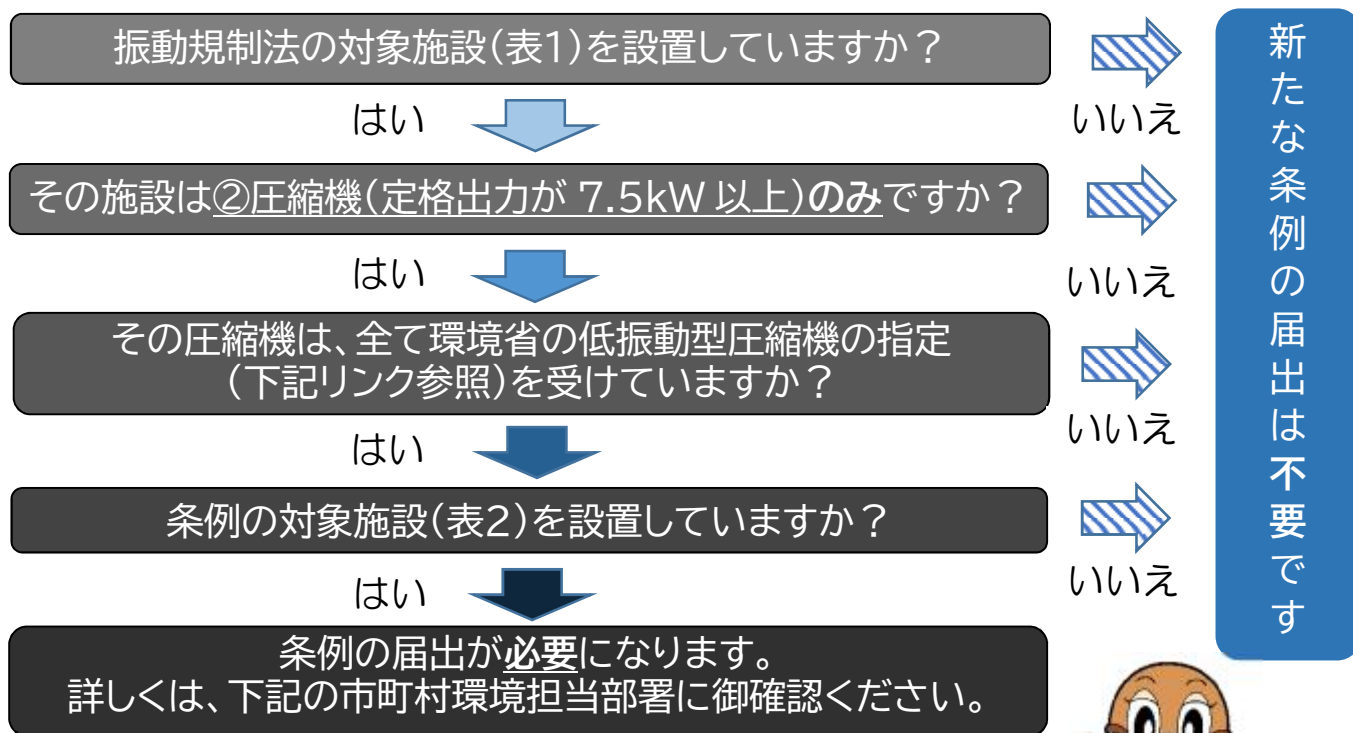 振動規制法の対象施設(表1)を設置していますか?
はい
いいえ
その施設は②圧縮機(定格出力が 7.5kW 以上)のみですか?
はい
いいえ
その圧縮機は、全て環境省の低振動型圧縮機の指定
(下記リンク参照)を受けていますか?
はい
いいえ
条例の対象施設(表2)を設置していますか?
はい
いいえ
条例の届出が必要になります。
詳しくは、下記の市町村環境担当部署に御確認ください。
新たな条例の届出は不要です